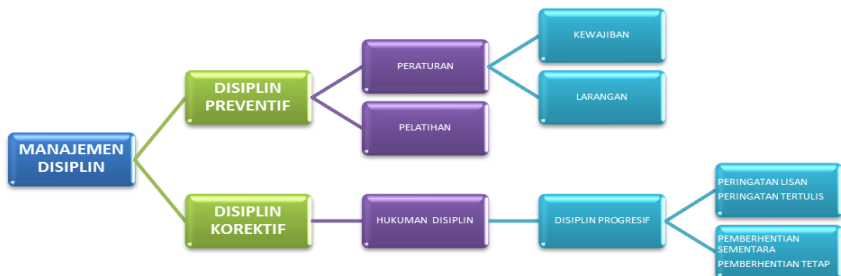 MANAJEMEN
DISIPLIN
DISIPLIN
PREVENTIF
PERATURAN
KEWAJIBAN
LARANGAN
PELATIHAN
DISIPLIN
KOREKTIF
HUKUMAN DISIPLIN
DISIPLIN PROGRESIF
PERINGATAN LISAN
PERINGATAN TERTULIS
PEMBERHENTIAN
SEMENTARA
PEMBERHENTIAN TETAP